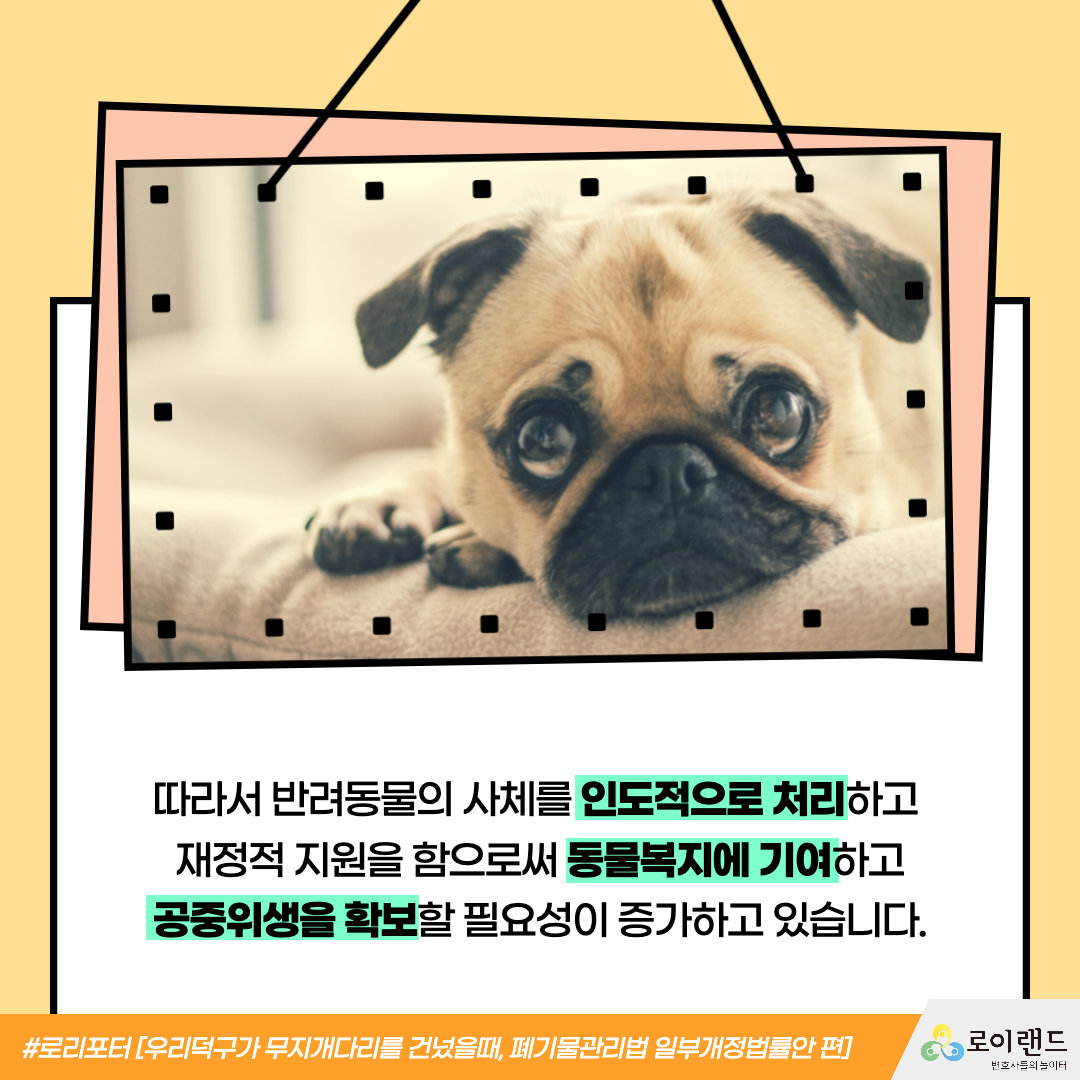 따라서 반려동물의 사체를 인도적으로 처리하고
재정적 지원을 함으로써 동물복지에 기여하고
공중위생을 확보할 필요성이 증가하고 있습니다.
#로리포터 [우리덕구가 무지개다리를 건넜을때, 폐기물관리법 일부개정법률안 편]
로이랜드
변호사들의 놀이터